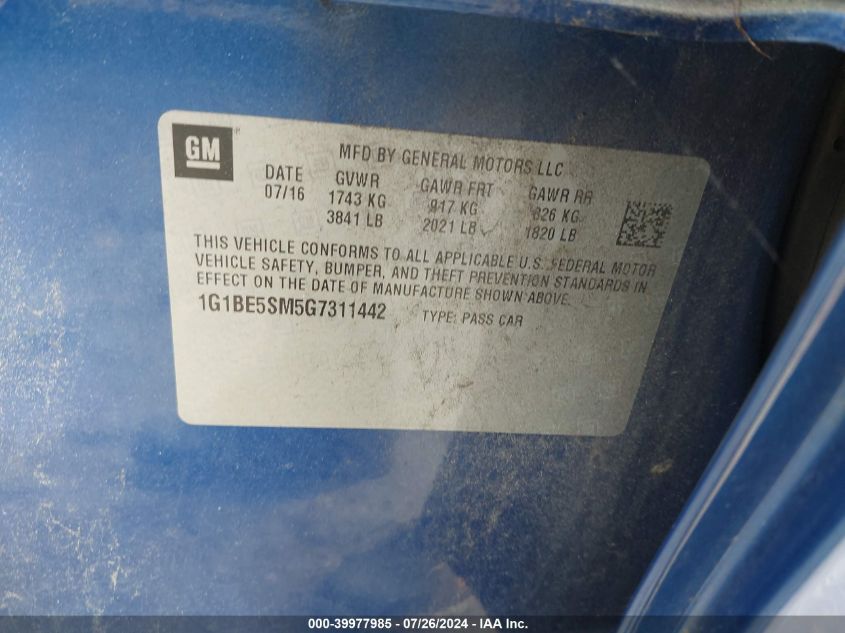 GM
MFD BY GENERAL MOTORS LLC
DATE GVWR GAWR FRT GAWR RR
07/16 1743 KG 917 KG 826 KG
3841 LB 2021 LB 1820 LB
THIS VEHICLE CONFORMS TO ALL APPLICABLE U.S. FEDERAL MOTOR
VEHICLE SAFETY, BUMPER, AND THEFT PREVENTION STANDARDS IN
EFFECT ON THE DATE OF MANUFACTURE SHOWN ABOVE.
1G1BE5SM5G7311442 TYPE: PASS CAR
000-39977985 - 07/26/2024 - IAAI, Inc.